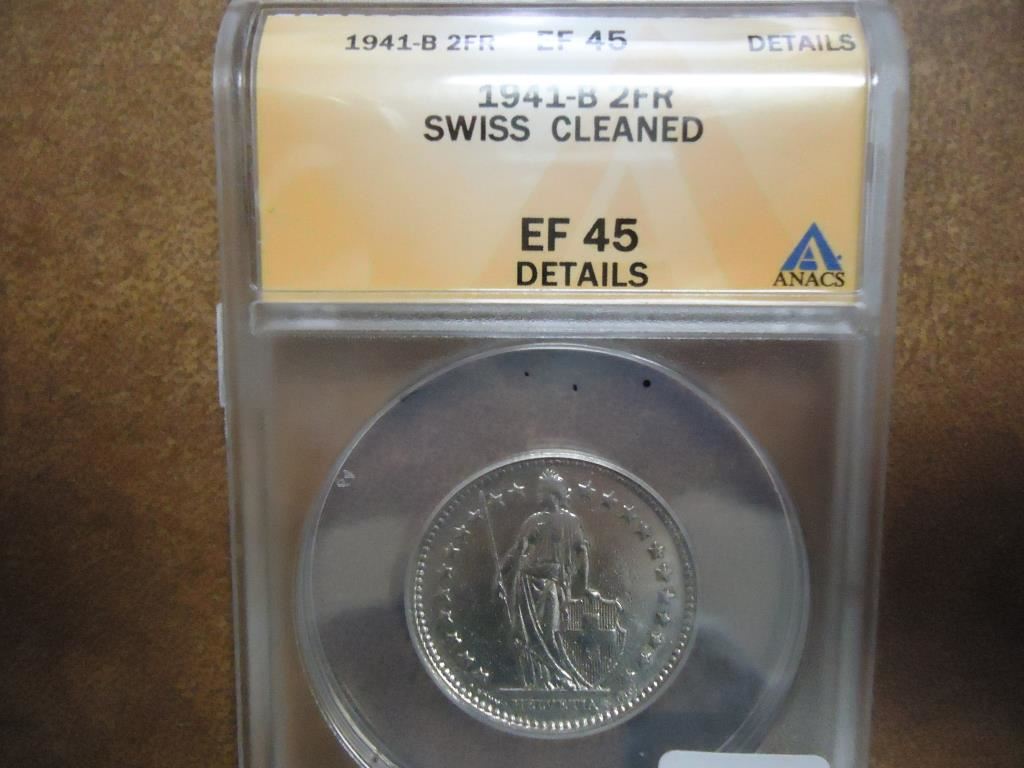 1941-B 2FR EF 45 DETAILS
1941-B 2FR
SWISS CLEANED
EF 45
DETAILS
ANACS
HELVETIA